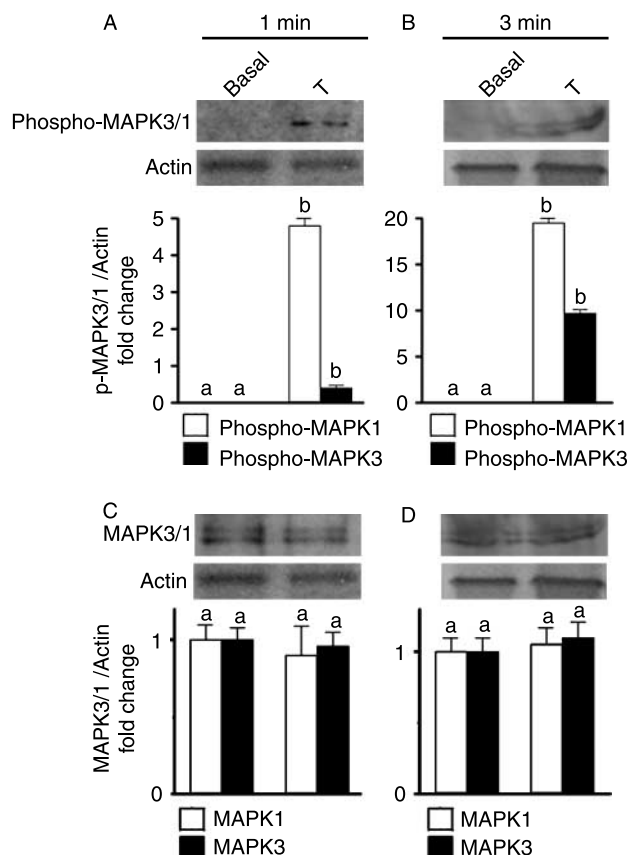 A 1 min B 3 min
Basal T Basal T
Phospho-MAPK3/1
Actin
p-MAPK3/1 /Actin
fold change
5
4
3
2
1
0
a a b b
20
10
0
a a b b
Phospho-MAPK1 Phospho-MAPK1
Phospho-MAPK3 Phospho-MAPK3
C D
MAPK3/1
Actin
MAPK3/1 /Actin
fold change
1
0
a a a a
1
0
a a a a
MAPK1 MAPK1
MAPK3 MAPK3